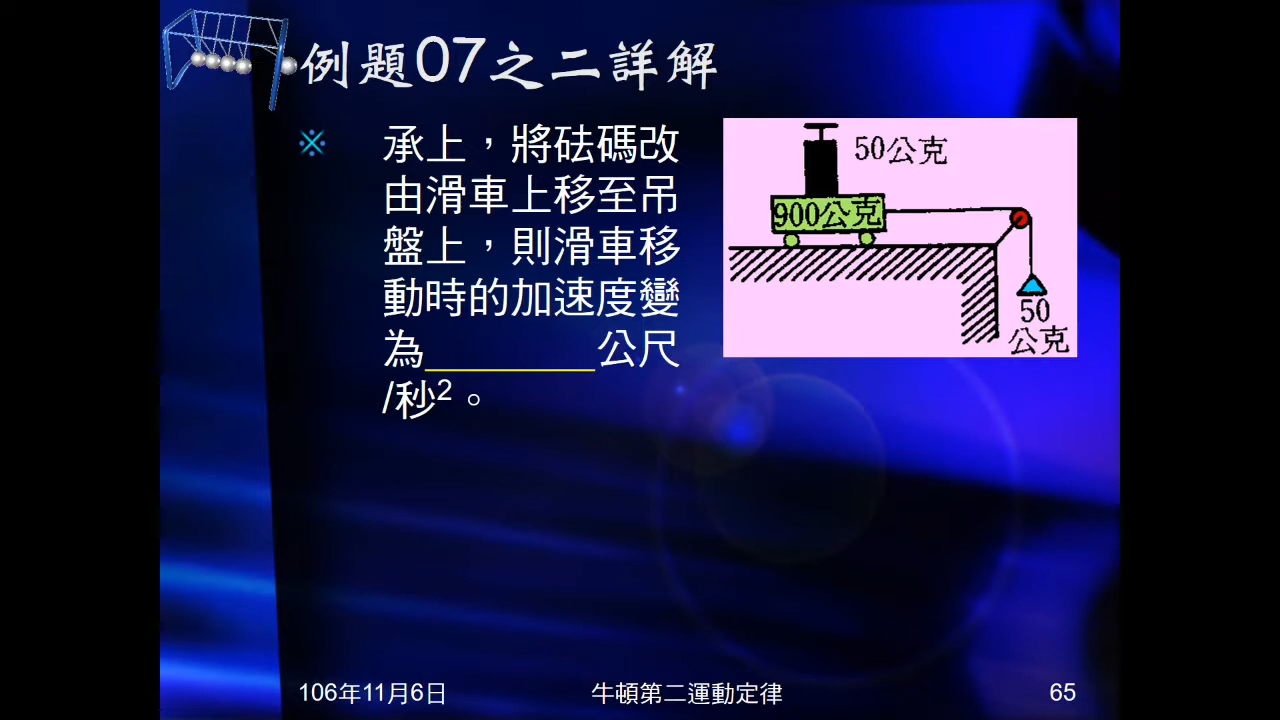 例題07之二詳解
※ 承上，將砝碼改
由滑車上移至吊
盤上，則滑車移
動時的加速度變
為________公尺
/秒²。
50公克
900公克
50
公克
106年11月6日
牛頓第二運動定律
65